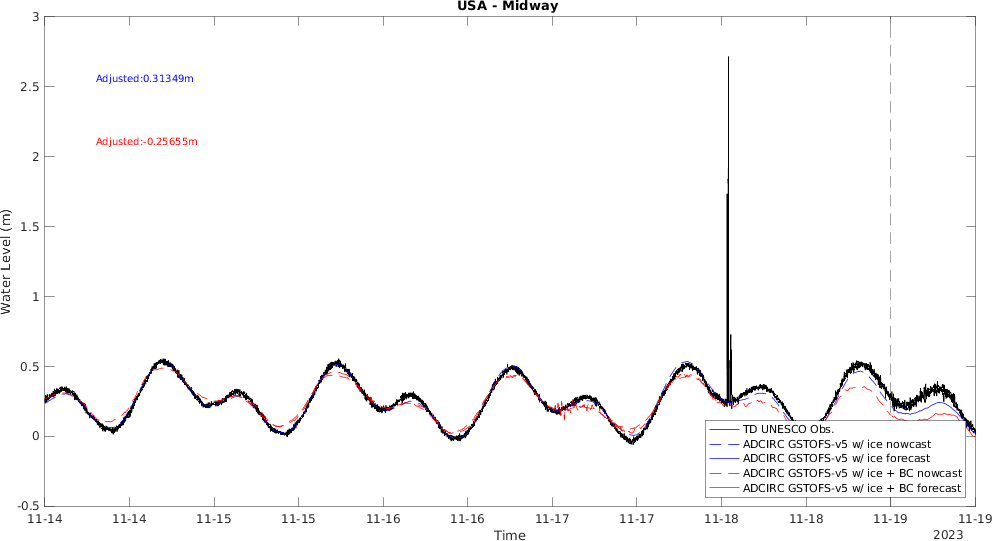 USA - Midway
3
2.5
2
1.5
1
0.5
0
-0.5
Water Level (m)
Adjusted:0.31349m
Adjusted:-0.25655m
TD UNESCO Obs.
ADCIRC GSTOFS-v5 w/ ice nowcast
ADCIRC GSTOFS-v5 w/ ice forecast
ADCIRC GSTOFS-v5 w/ ice + BC nowcast
ADCIRC GSTOFS-v5 w/ ice + BC forecast
11-14 11-14 11-15 11-15 11-16 11-16 11-17 11-17 11-18 11-18 11-19 11-19
Time
2023